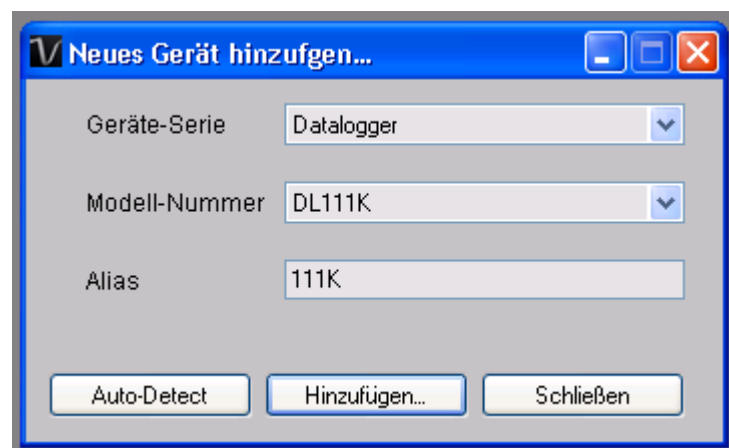 Neues Gerät hinzufgen...
Geräte-Serie Datalogger
Modell-Nummer DL111K
Alias 111K
Auto-Detect Hinzufügen... Schließen